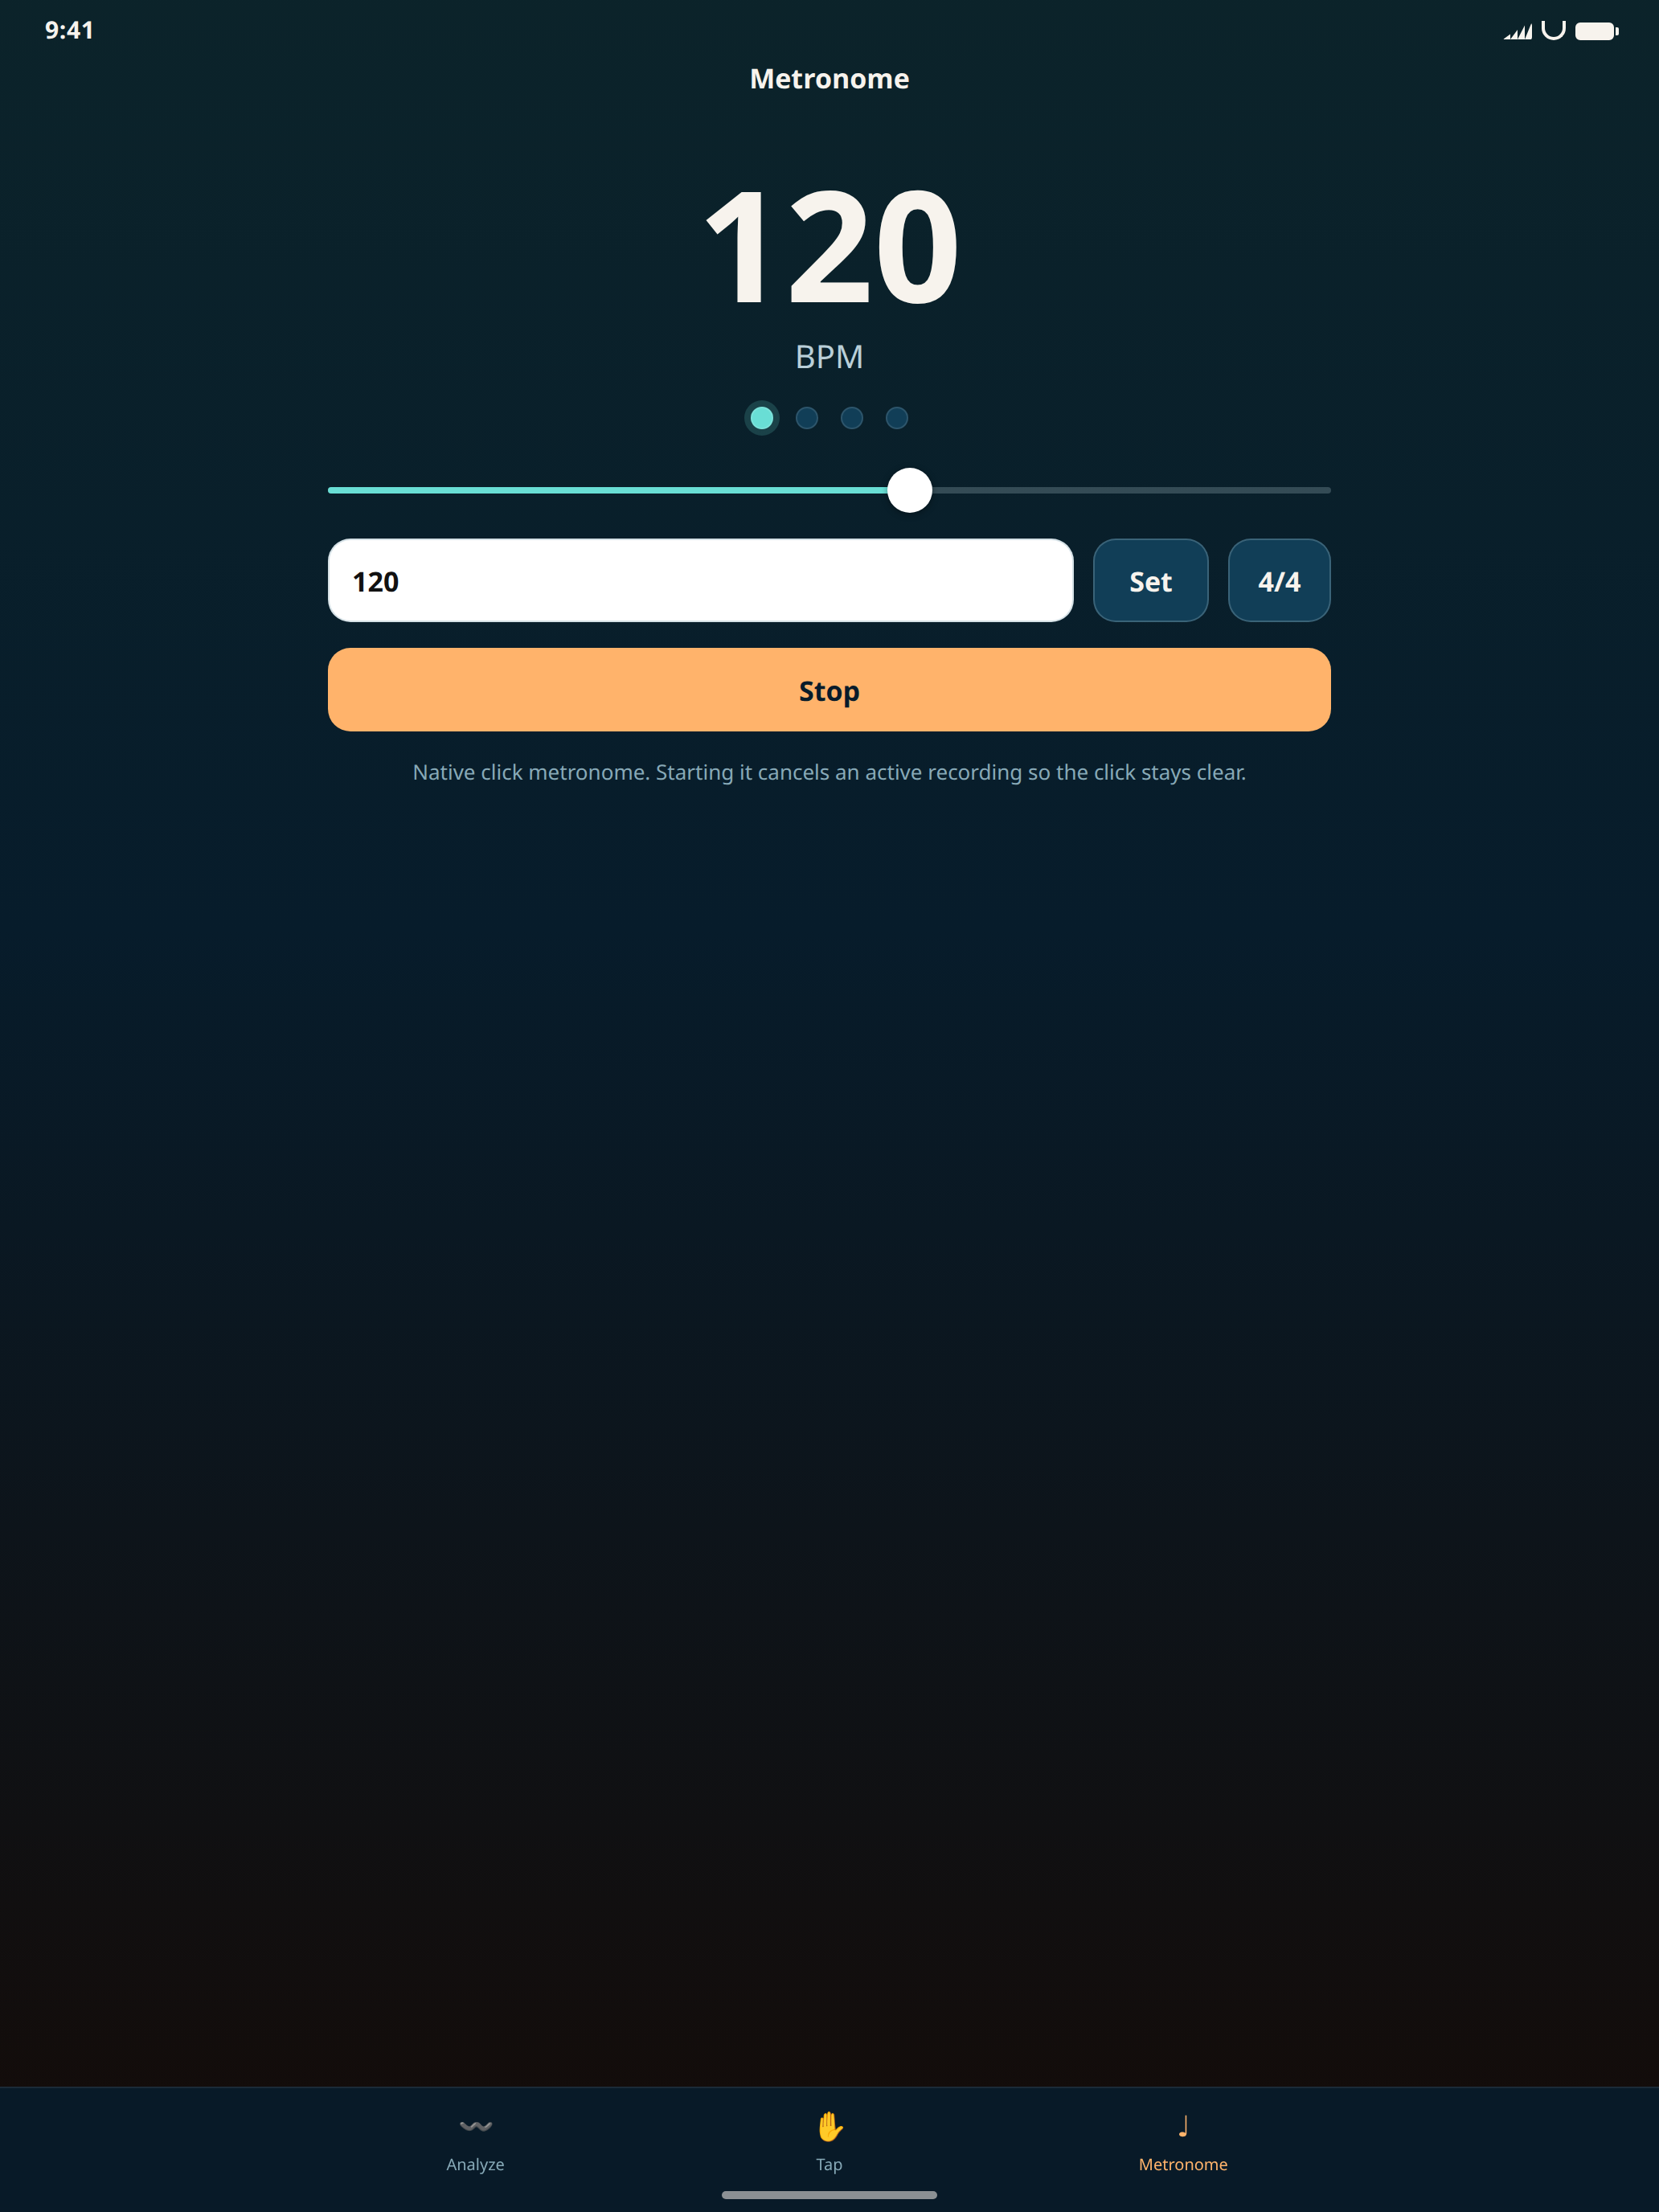 9:41
Metronome
120
BPM
120
Set
4/4
Stop
Native click metronome. Starting it cancels an active recording so the click stays clear.
Analyze
Tap
Metronome